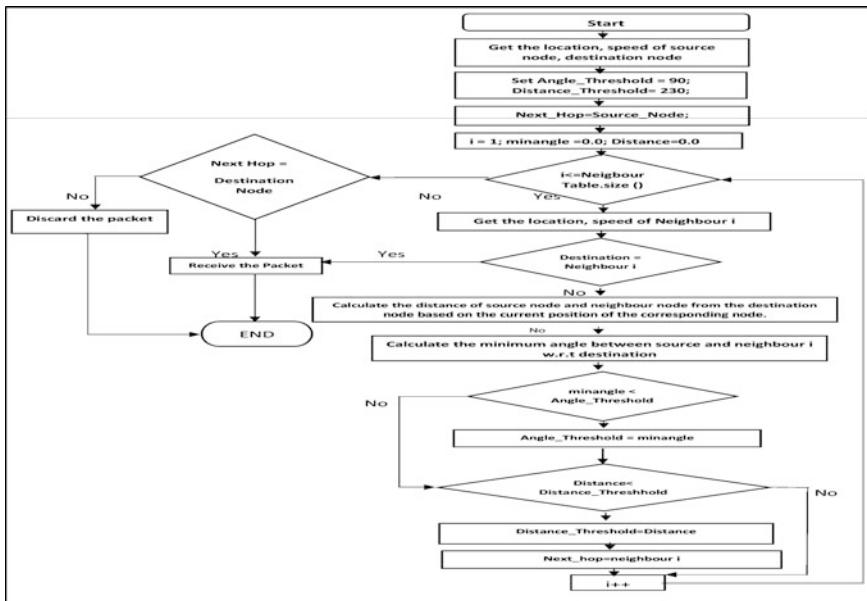 Start
Get the location, speed of source
node, destination node
Set Angle_Threshold = 90;
Distance_Threshold= 230;
Next_Hop=Source_Node;
i = 1; minangle =0.0; Distance=0.0
Next Hop =
Destination
Node
i<=Neigbour
Table.size ()
No
No
Yes
Discard the packet
Get the location, speed of Neighbour i
Yes
Yes
Destination =
Neighbour i
Receive the Packet
No
Calculate the distance of source node and neighbour node from the destination
node based on the current position of the corresponding node.
END
No
Calculate the minimum angle between source and neighbour i
w.r.t destination
minangle <
Angle_Threshold
No
Angle_Threshold = minangle
Distance<
Distance_Threshhold
No
Distance_Threshold=Distance
Next_hop=neighbour i
i++